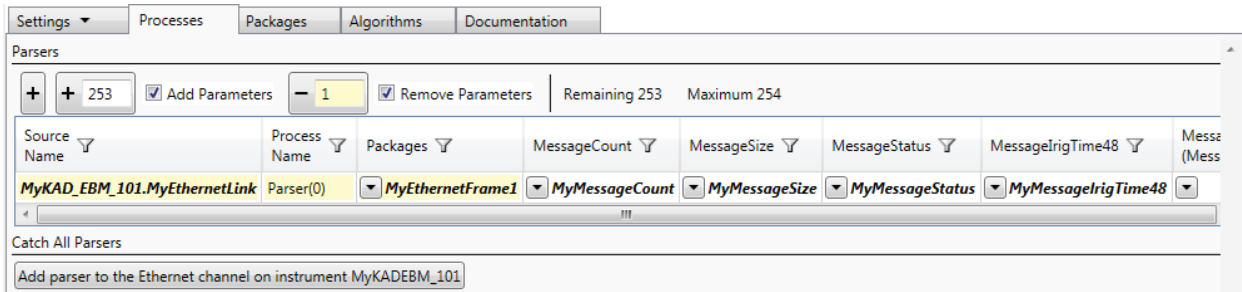 Settings Processes Packages Algorithms Documentation
Parsers
+ + 253 Add Parameters − 1 Remove Parameters Remaining 253 Maximum 254
Source Name Process Name Packages MessageCount MessageSize MessageStatus MessageIrigTime48 Messa (Mess
MyKAD_EBM_101.MyEthernetLink Parser(0) MyEthernetFrame1 MyMessageCount MyMessageSize MyMessageStatus MyMessageIrigTime48
Catch All Parsers
Add parser to the Ethernet channel on instrument MyKADEBM_101